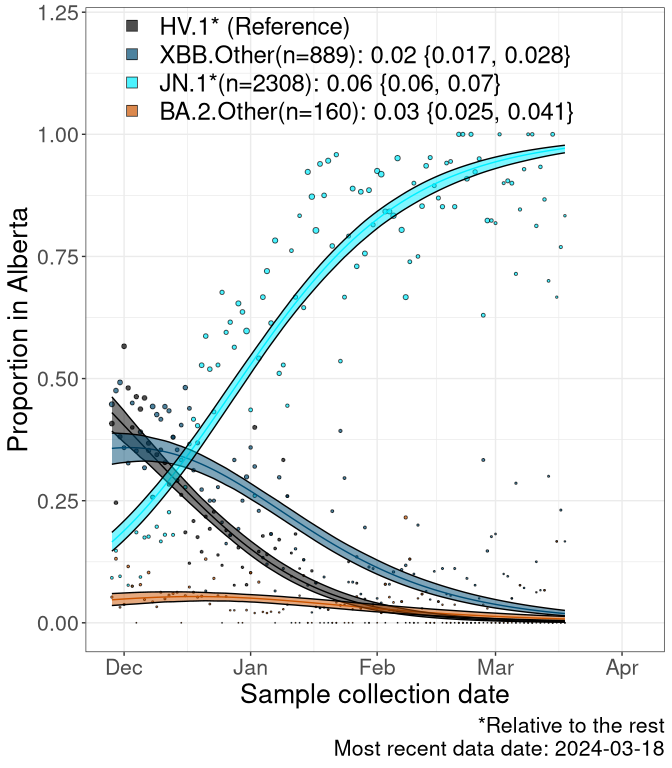 HV.1* (Reference)
XBB.Other(n=889): 0.02 {0.017, 0.028}
JN.1*(n=2308): 0.06 {0.06, 0.07}
BA.2.Other(n=160): 0.03 {0.025, 0.041}
1.25
1.00
0.75
0.50
0.25
0.00
Proportion in Alberta
Dec Jan Feb Mar Apr
Sample collection date
*Relative to the rest
Most recent data date: 2024-03-18